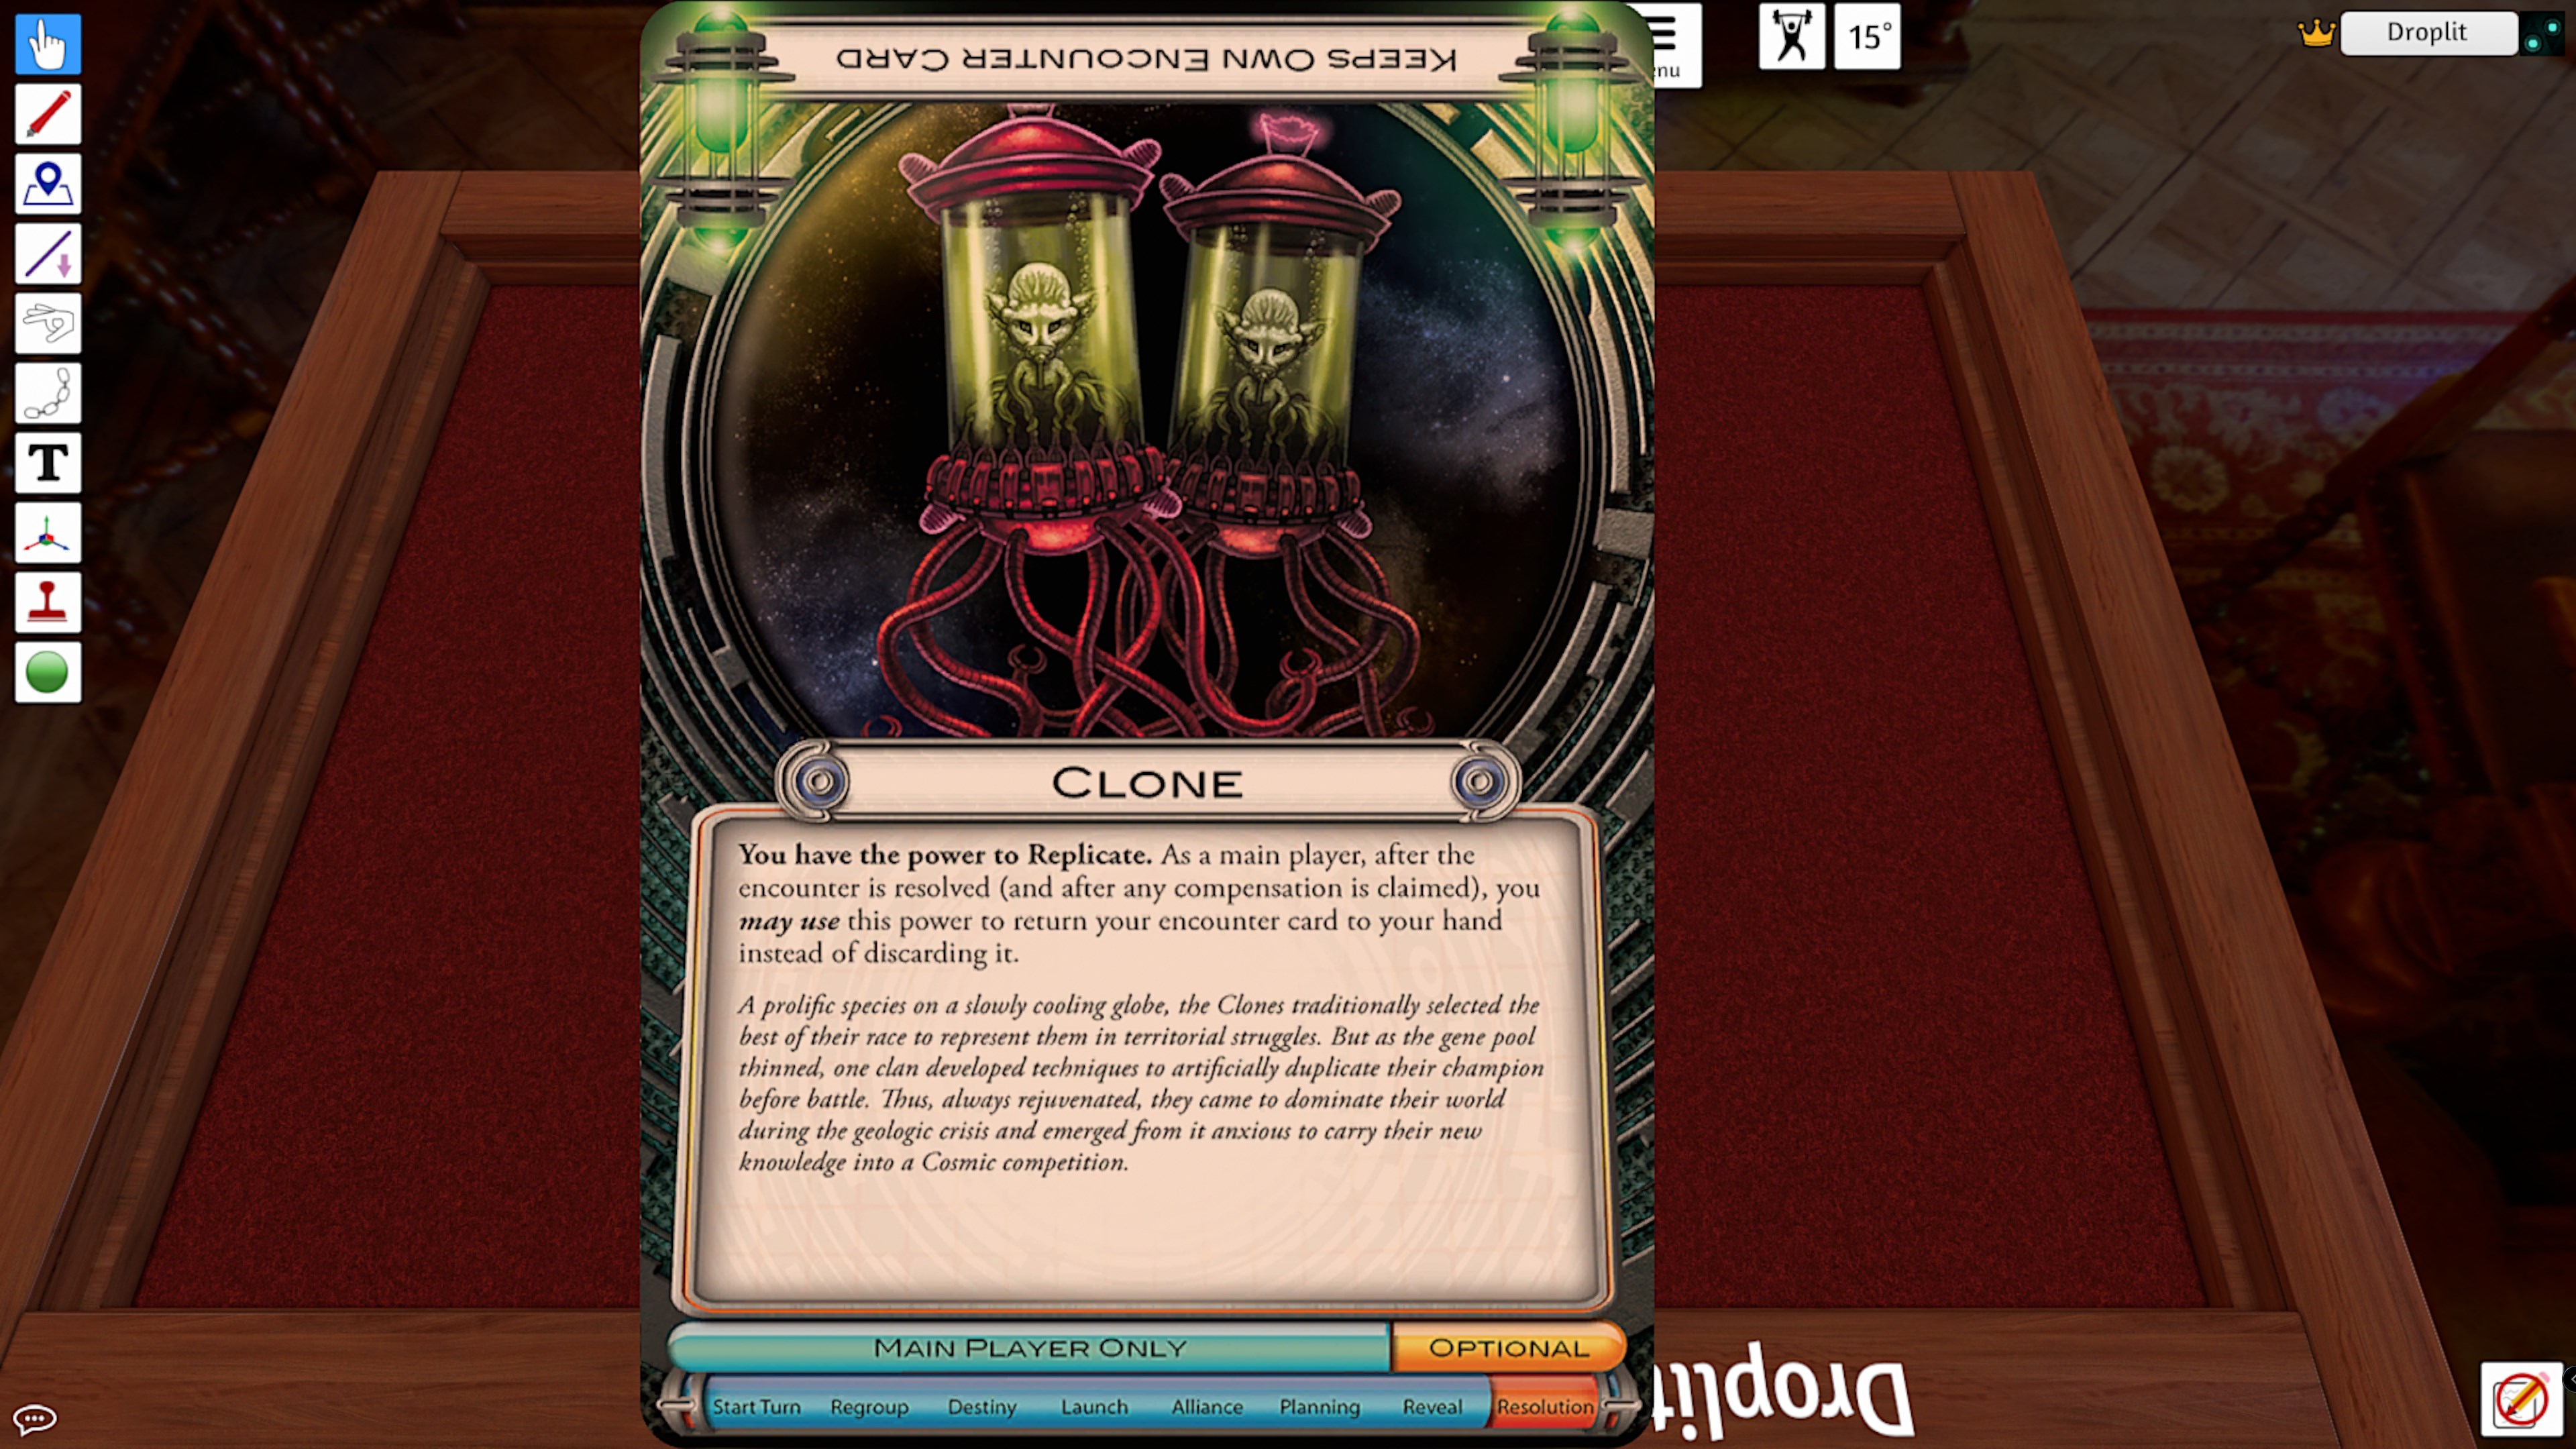 KEEPS OWN ENCOUNTER CARD
nu
15°
Droplit
T
CLONE
You have the power to Replicate. As a main player, after the
encounter is resolved (and after any compensation is claimed), you
may use this power to return your encounter card to your hand
instead of discarding it.
A prolific species on a slowly cooling globe, the Clones traditionally selected the
best of their race to represent them in territorial struggles. But as the gene pool
thinned, one clan developed techniques to artificially duplicate their champion
before battle. Thus, always rejuvenated, they came to dominate their world
during the geologic crisis and emerged from it anxious to carry their new
knowledge into a Cosmic competition.
MAIN PLAYER ONLY
OPTIONAL
Start Turn Regroup Destiny Launch Alliance Planning Reveal Resolution
Droplit